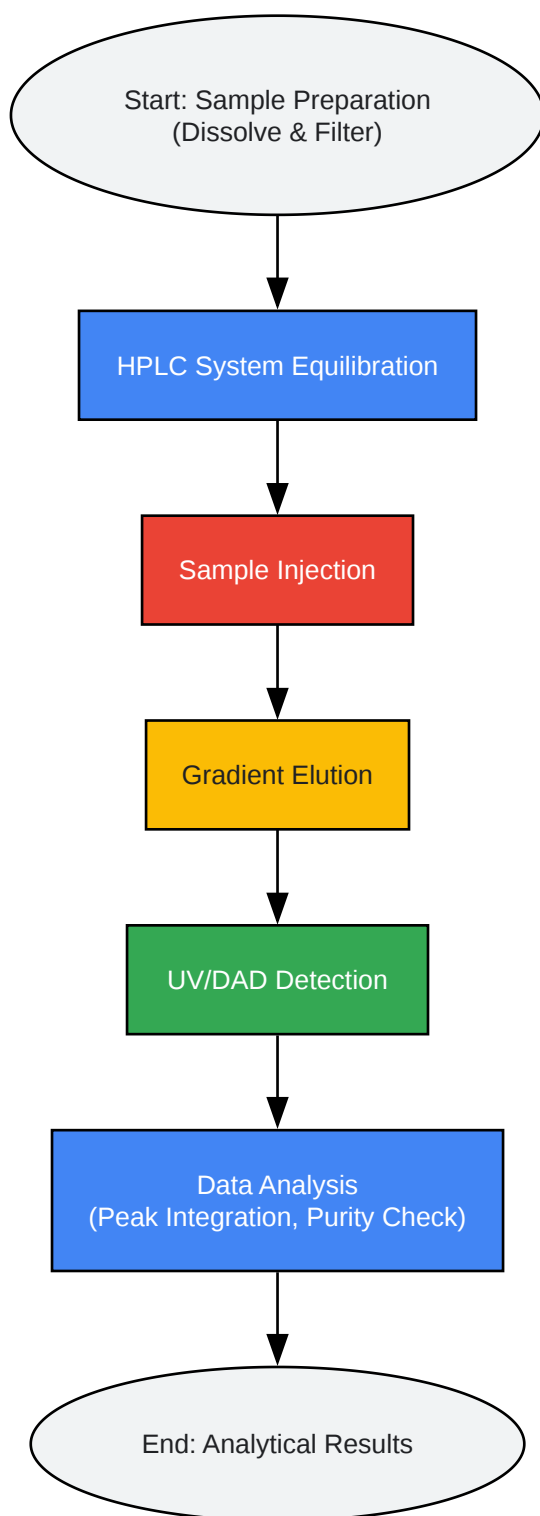 Start: Sample Preparation
(Dissolve & Filter)
HPLC System Equilibration
Sample Injection
Gradient Elution
UV/DAD Detection
Data Analysis
(Peak Integration, Purity Check)
End: Analytical Results